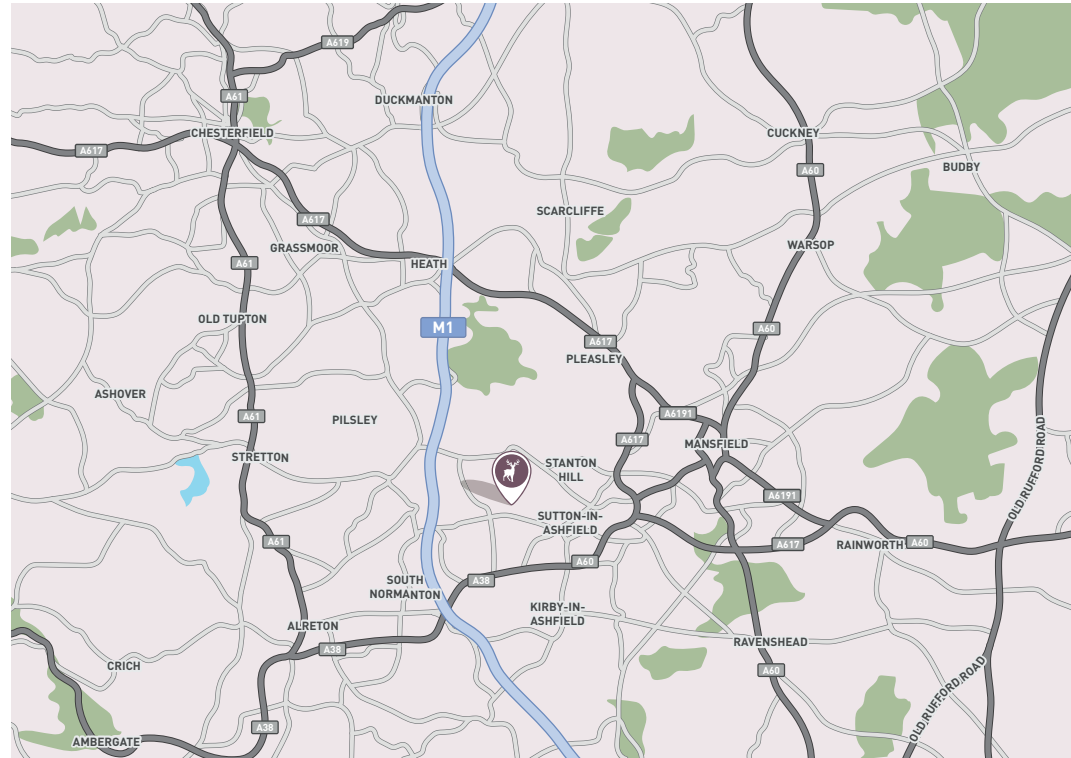 A619
A61
DUCKMANTON
CHESTERFIELD
CUCKNEY
A617
A60
BUDBY
SCARCLIFFE
A617
GRASSMOOR
WARSOP
A61
HEATH
OLD TUPTON
M1
A60
A617
PLEASLEY
ASHOVER
A61
PILSLEY
A6191
A617
MANSFIELD
STRETTON
STANTON
HILL
A6191
OLD RUFFORD ROAD
SUTTON-IN-
ASHFIELD
A61
A617
RAINWORTH
A60
A60
A38
SOUTH
NORMANTON
KIRBY-IN-
ASHFIELD
ALRETON
A38
RAVENSHEAD
CRICH
A60
OLD RUFFORD ROAD
A38
AMBERGATE